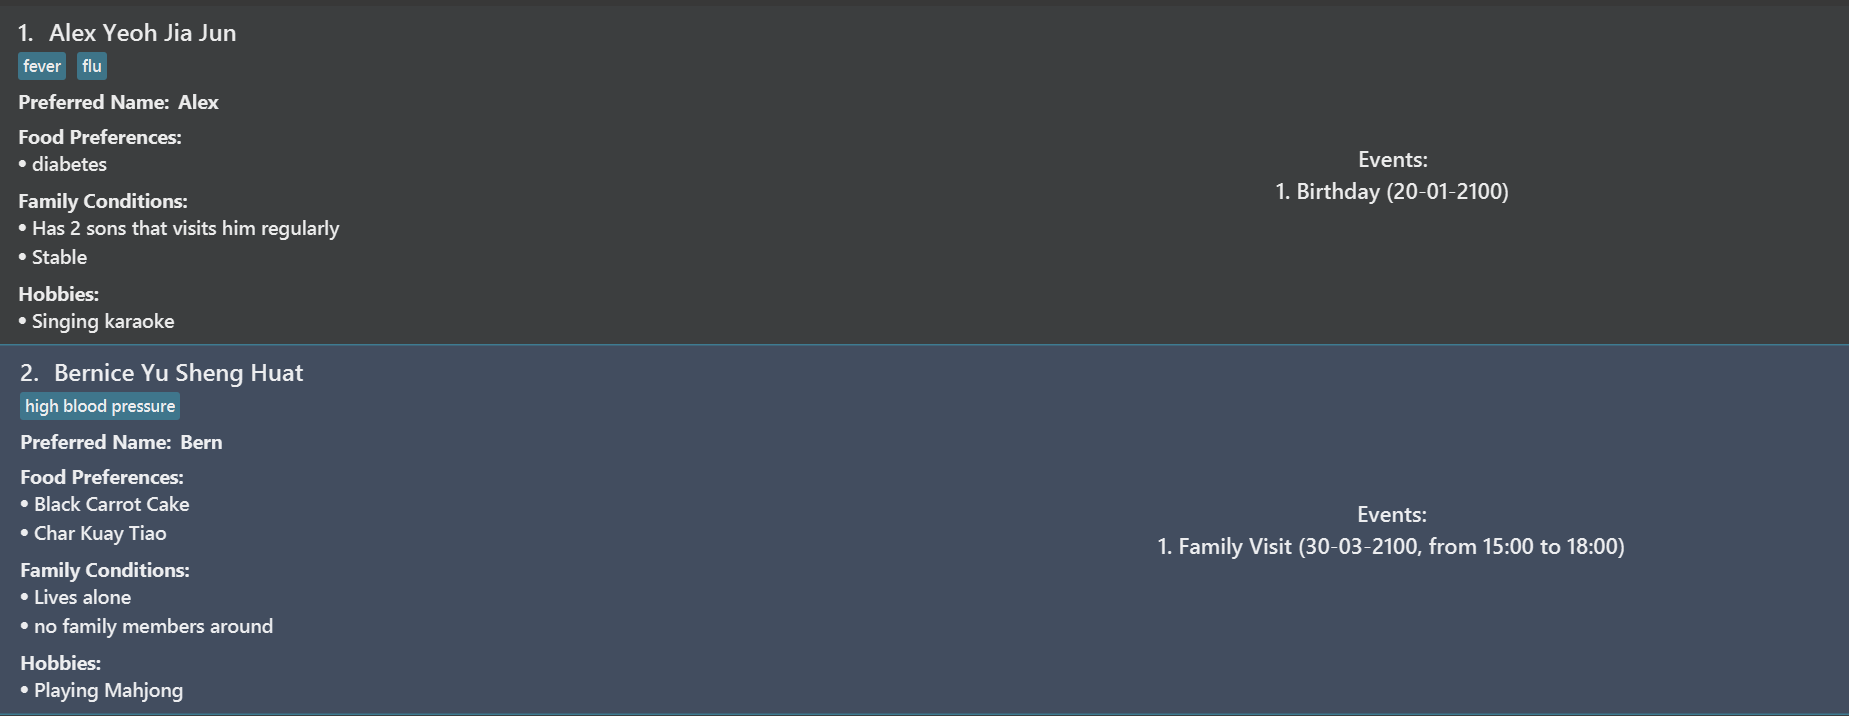 1. Alex Yeoh Jia Jun
fever flu
Preferred Name: Alex
Food Preferences:
• diabetes
Family Conditions:
• Has 2 sons that visits him regularly
• Stable
Hobbies:
• Singing karaoke
Events:
1. Birthday (20-01-2100)
2. Bernice Yu Sheng Huat
high blood pressure
Preferred Name: Bern
Food Preferences:
• Black Carrot Cake
• Char Kuay Tiao
Family Conditions:
• Lives alone
• no family members around
Hobbies:
• Playing Mahjong
Events:
1. Family Visit (30-03-2100, from 15:00 to 18:00)